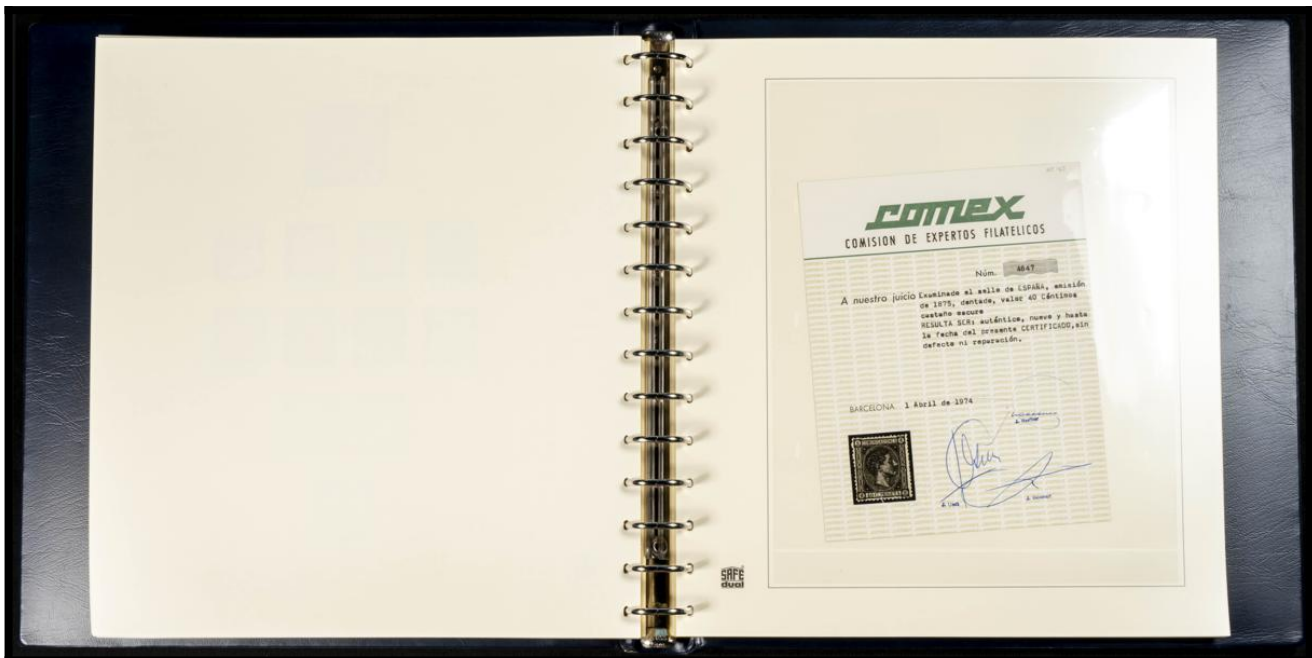 comex
COMISION DE EXPERTOS FILATELICOS
Núm. 4647
A nuestro juicio Examinado el sello de ESPAÑA, emisión
de 1875, dentado, valor 40 Céntimos
castaño oscuro
RESULTA SER: auténtico, nuevo y hasta
la fecha del presente CERTIFICADO,sin
defecto ni reparación.
BARCELONA. 1 Abril de 1974
SAFE
dual